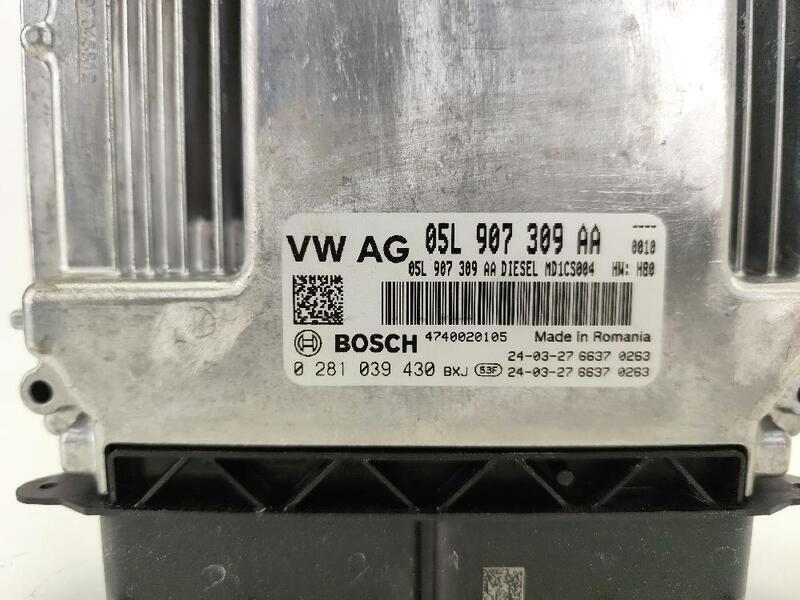 VW AG 05L 907 309 AA ----
0010
05L 907 309 AA DIESEL MD1CS004 HW: H80
BOSCH 4740020105 Made in Romania
24-03-27 6637 0263
0 281 039 430 BXJ 53F 24-03-27 6637 0263